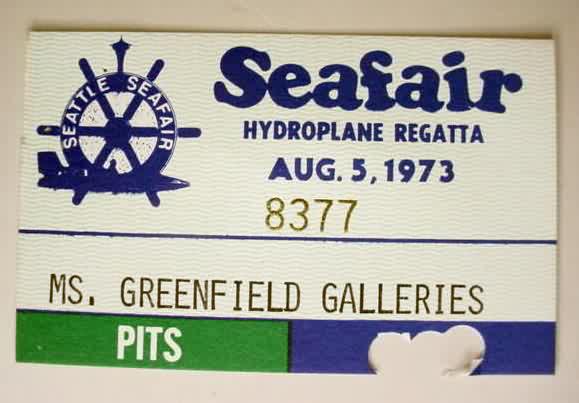 SEATTLE SEAFAIR
Seafair
HYDROPLANE REGATTA
AUG. 5, 1973
8377
MS. GREENFIELD GALLERIES
PITS